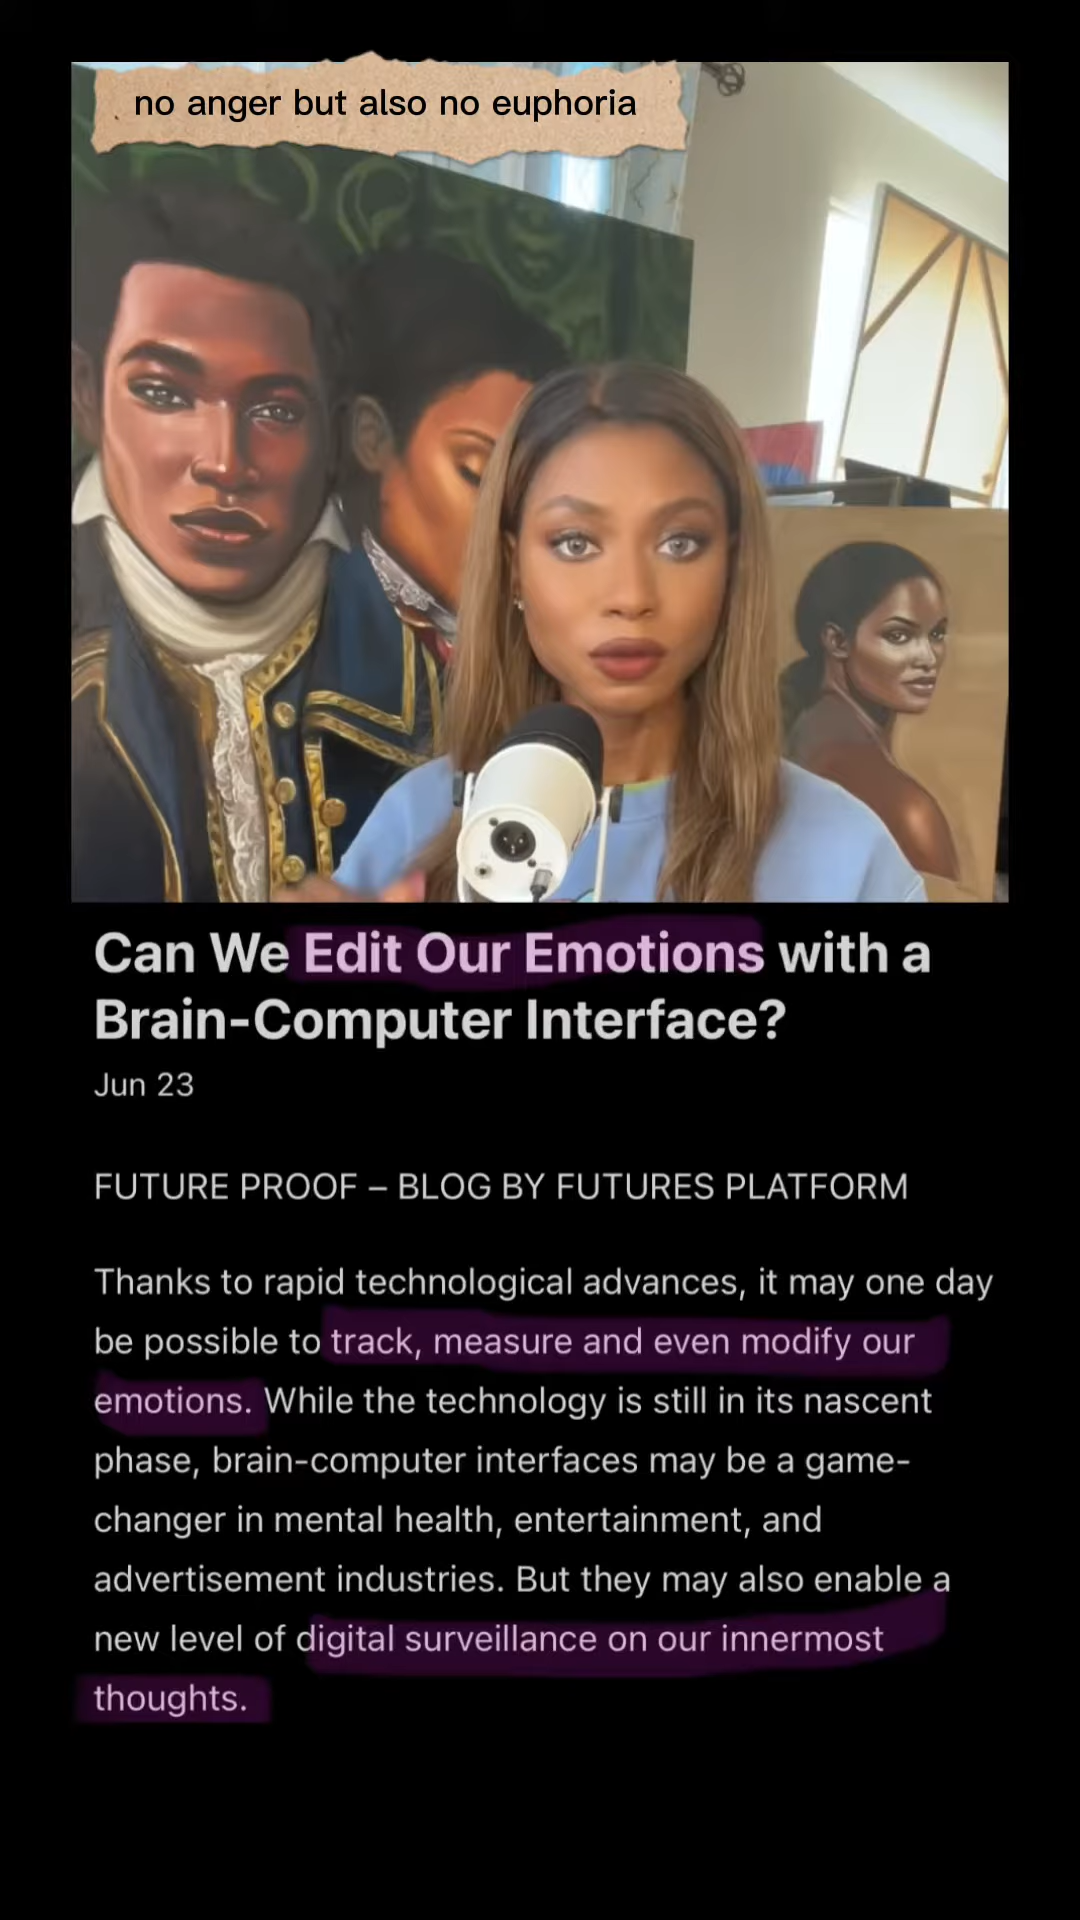 no anger but also no euphoria
Can We Edit Our Emotions with a
Brain-Computer Interface?
Jun 23
FUTURE PROOF – BLOG BY FUTURES PLATFORM
Thanks to rapid technological advances, it may one day
be possible to track, measure and even modify our
emotions. While the technology is still in its nascent
phase, brain-computer interfaces may be a game-
changer in mental health, entertainment, and
advertisement industries. But they may also enable a
new level of digital surveillance on our innermost
thoughts.